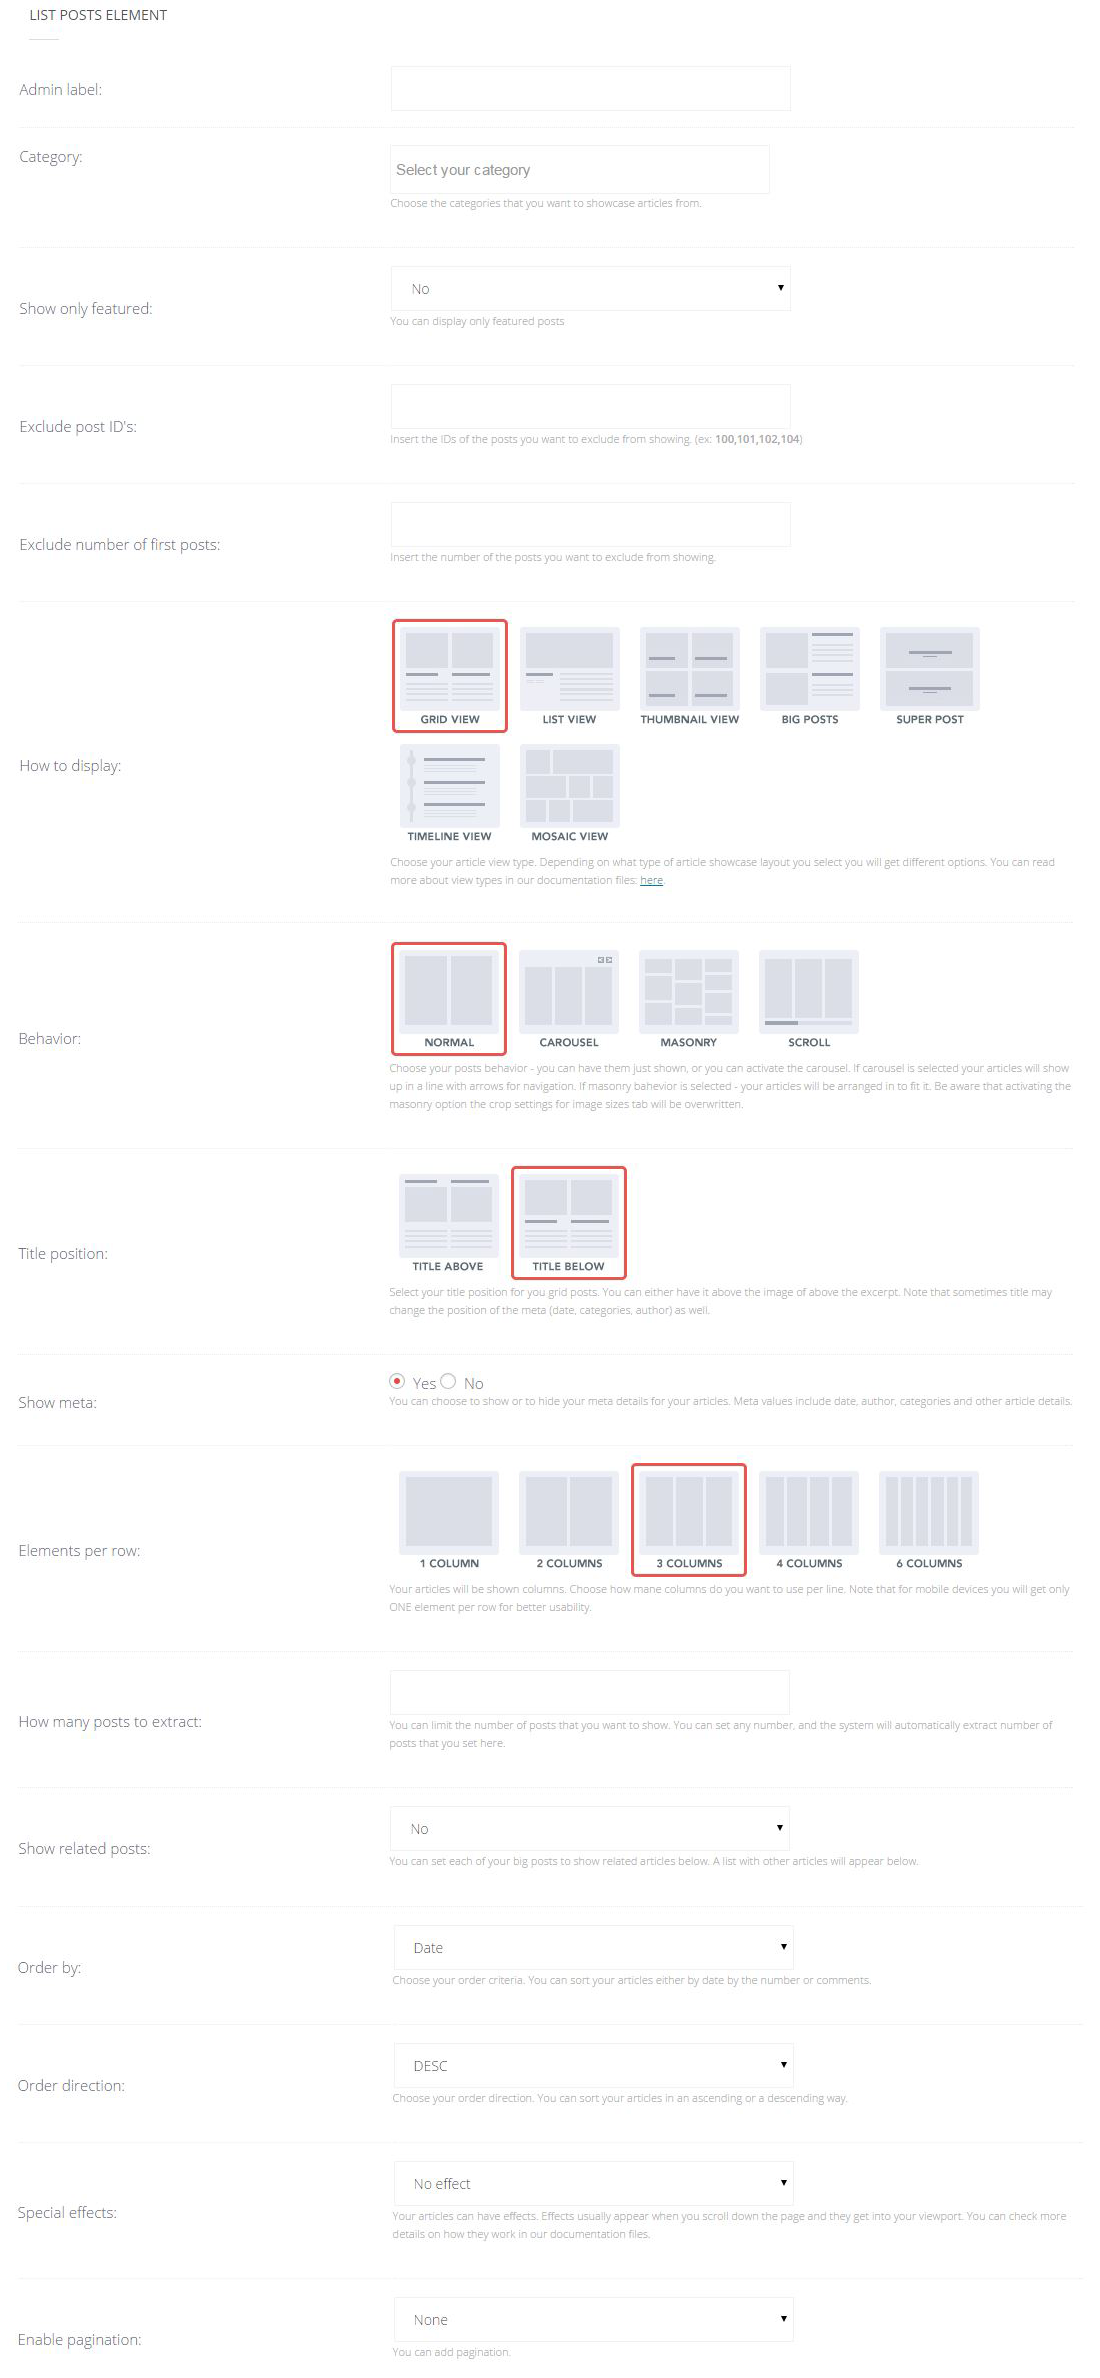 LIST POSTS ELEMENT
Admin label:
Category:
Select your category
Choose the categories that you want to showcase articles from.
Show only featured:
No
You can display only featured posts
Exclude post ID's:
Insert the IDs of the posts you want to exclude from showing. (ex: 100,101,102,104)
Exclude number of first posts:
Insert the number of the posts you want to exclude from showing.
How to display:
GRID VIEW LIST VIEW THUMBNAIL VIEW BIG POSTS SUPER POST
TIMELINE VIEW MOSAIC VIEW
Choose your article view type. Depending on what type of article showcase layout you select you will get different options. You can read
more about view types in our documentation files: here.
Behavior:
NORMAL CAROUSEL MASONRY SCROLL
Choose your posts behavior - you can have them just shown, or you can activate the carousel. If carousel is selected your articles will show
up in a line with arrows for navigation. If masonry bahevior is selected - your articles will be arranged in to fit it. Be aware that activating the
masonry option the crop settings for image sizes tab will be overwritten.
Title position:
TITLE ABOVE TITLE BELOW
Select your title position for you grid posts. You can either have it above the image of above the excerpt. Note that sometimes title may
change the position of the meta (date, categories, author) as well.
Show meta:
Yes No
You can choose to show or to hide your meta details for your articles. Meta values include date, author, categories and other article details.
Elements per row:
1 COLUMN 2 COLUMNS 3 COLUMNS 4 COLUMNS 6 COLUMNS
Your articles will be shown columns. Choose how mane columns do you want to use per line. Note that for mobile devices you will get only
ONE element per row for better usability.
How many posts to extract:
You can limit the number of posts that you want to show. You can set any number, and the system will automatically extract number of
posts that you set here.
Show related posts:
No
You can set each of your big posts to show related articles below. A list with other articles will appear below.
Order by:
Date
Choose your order criteria. You can sort your articles either by date by the number or comments.
Order direction:
DESC
Choose your order direction. You can sort your articles in an ascending or a descending way.
Special effects:
No effect
Your articles can have effects. Effects usually appear when you scroll down the page and they get into your viewport. You can check more
details on how they work in our documentation files.
Enable pagination:
None
You can add pagination.